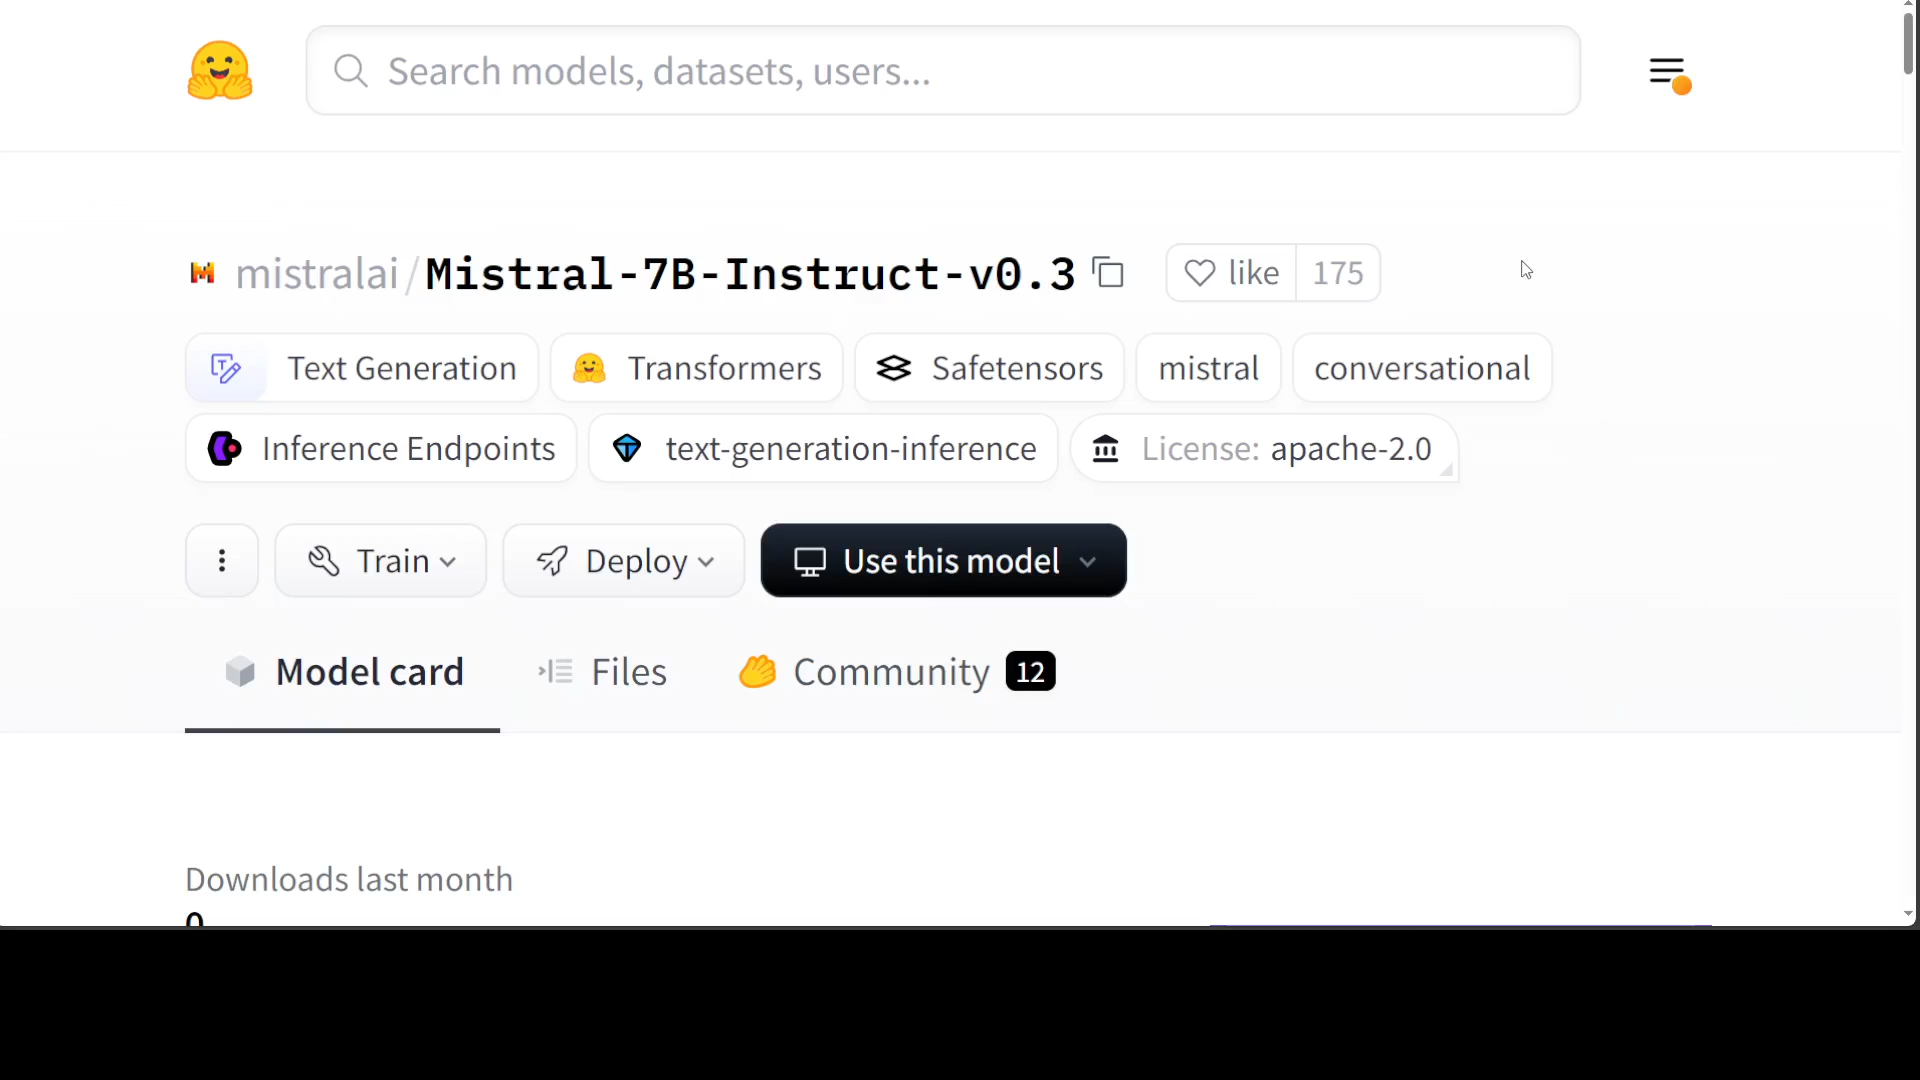 Search models, datasets, users...
mistralai/Mistral-7B-Instruct-v0.3 like 175
Text Generation Transformers Safetensors mistral conversational
Inference Endpoints text-generation-inference License: apache-2.0
Train Deploy Use this model
Model card Files Community 12
Downloads last month
0